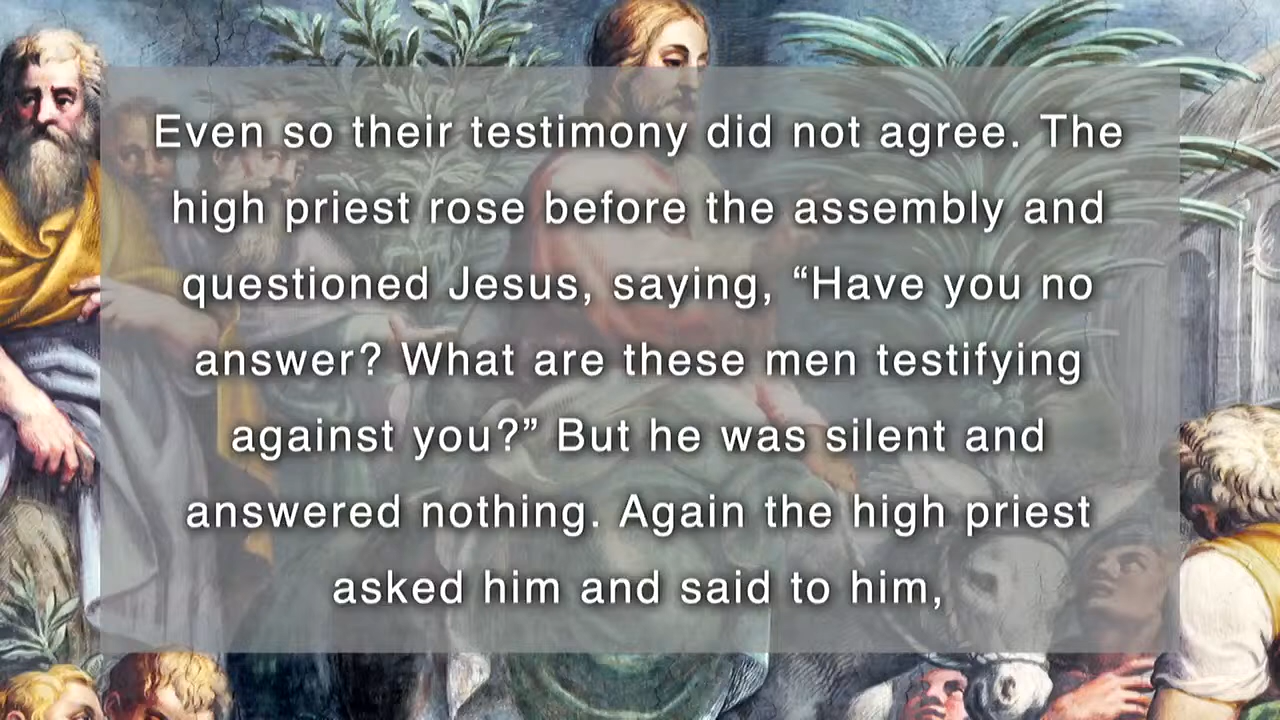 Even so their testimony did not agree. The
high priest rose before the assembly and
questioned Jesus, saying, “Have you no
answer? What are these men testifying
against you?” But he was silent and
answered nothing. Again the high priest
asked him and said to him,